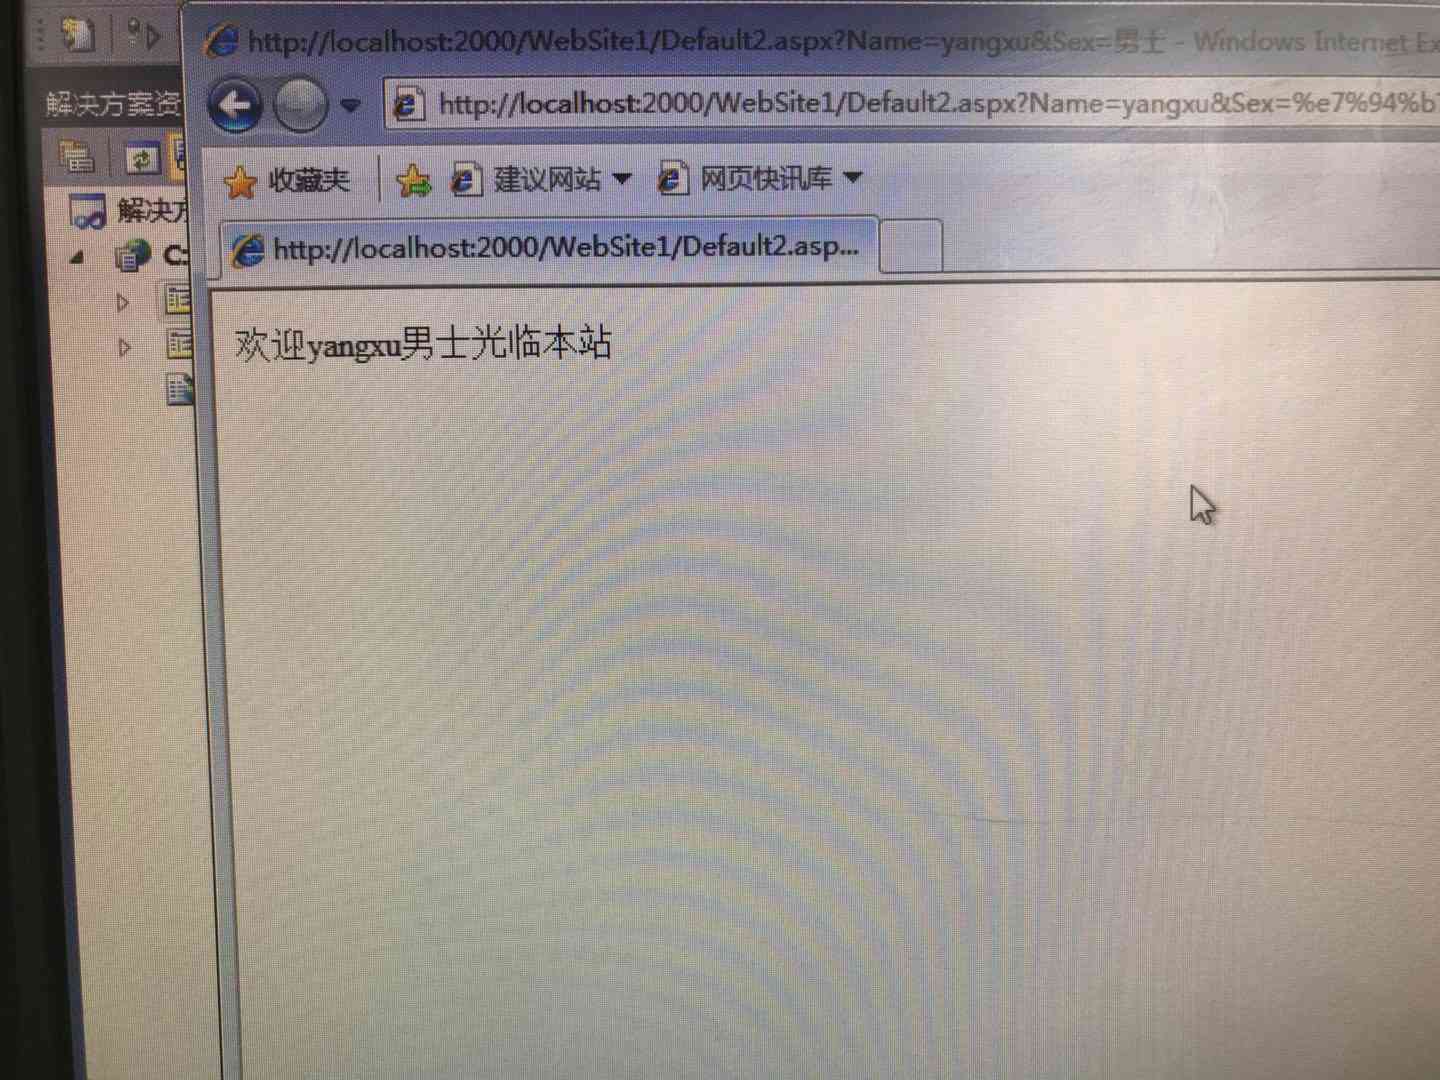 http://localhost:2000/WebSite1/Default2.aspx?Name=yangxu&Sex=男士 - Windows Internet Ex
解决方案资
http://localhost:2000/WebSite1/Default2.aspx?Name=yangxu&Sex=%e7%94%b7
收藏夹 建议网站 网页快讯库
解决方
http://localhost:2000/WebSite1/Default2.asp...
C:
欢迎yangxu男士光临本站